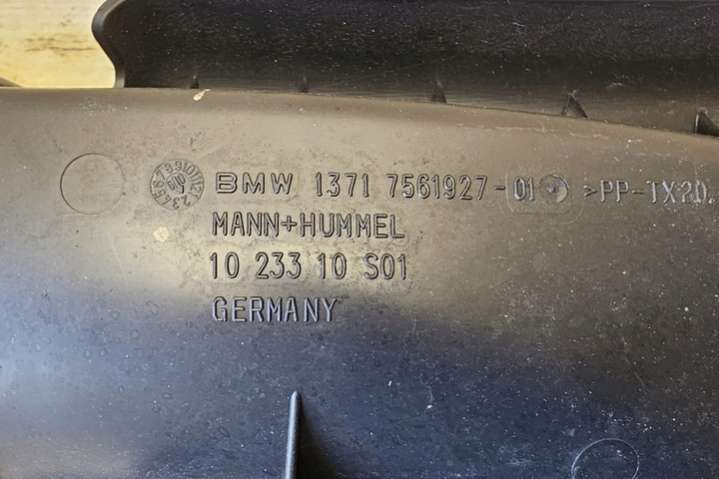 BMW 1371 7561927-01 >PP-TX20
MANN+HUMMEL
10 233 10 S01
GERMANY